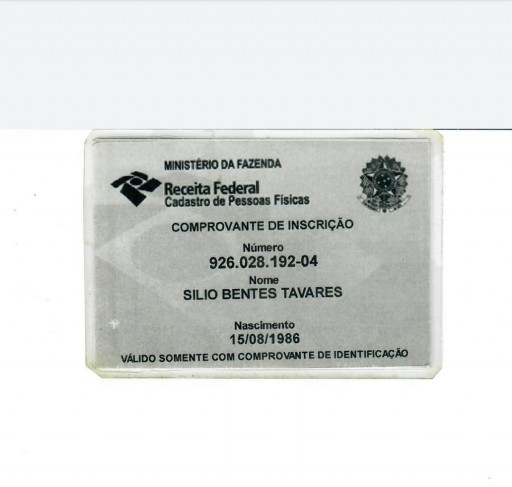 MINISTÉRIO DA FAZENDA
Receita Federal
Cadastro de Pessoas Físicas
COMPROVANTE DE INSCRIÇÃO
Número
926.028.192-04
Nome
SILIO BENTES TAVARES
Nascimento
15/08/1986
VÁLIDO SOMENTE COM COMPROVANTE DE IDENTIFICAÇÃO